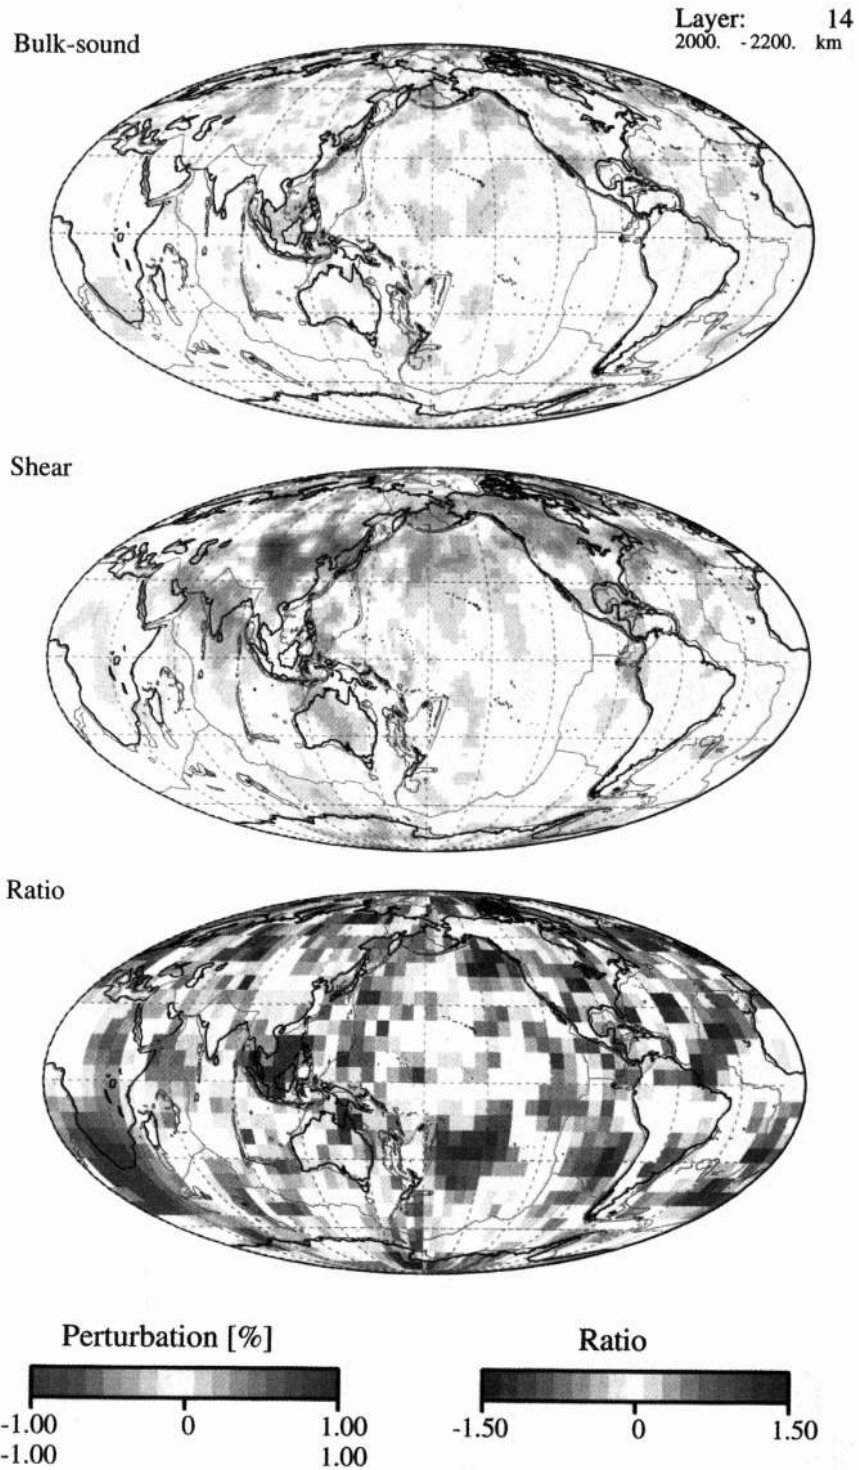 Layer: 14
2000. - 2200. km
Bulk-sound
Shear
Ratio
Perturbation [%]
-1.00 0 1.00
-1.00 1.00
Ratio
-1.50 0 1.50